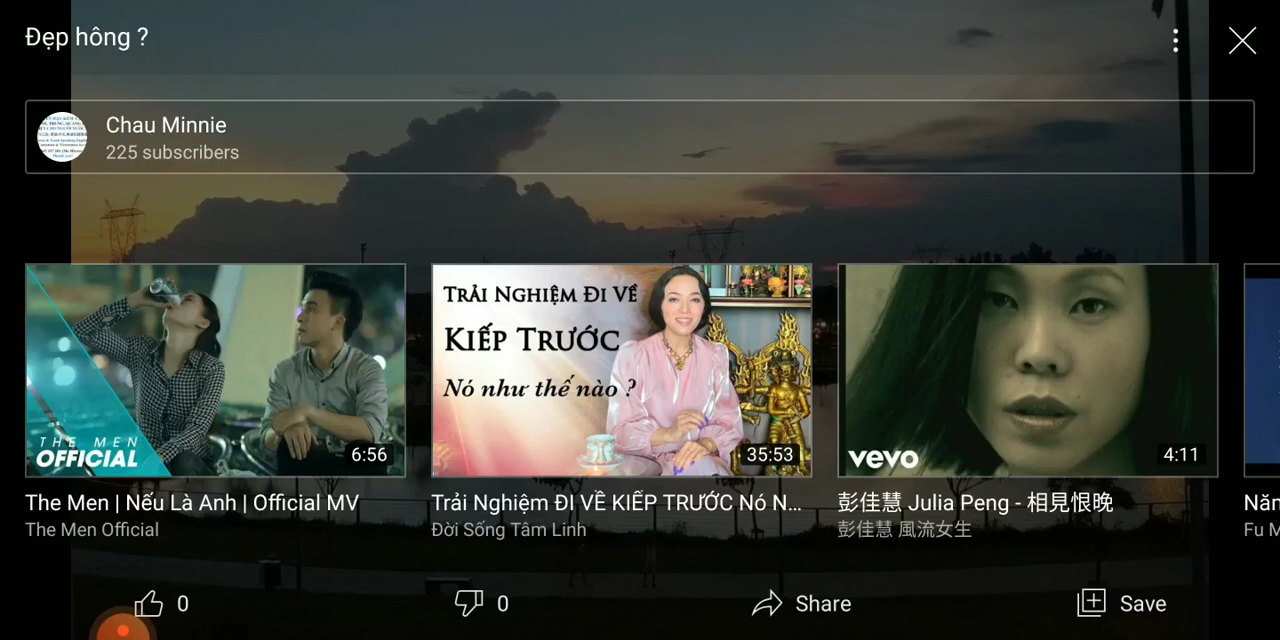 Đẹp hông ?
Chau Minnie
225 subscribers
TRẢI NGHIỆM ĐI VỀ
KIẾP TRƯỚC
Nó như thế nào ?
THE MEN
OFFICIAL
6:56
35:53
vevo
4:11
The Men | Nếu Là Anh | Official MV
The Men Official
Trải Nghiệm ĐI VỀ KIẾP TRƯỚC Nó N...
Đời Sống Tâm Linh
彭佳慧 Julia Peng - 相見恨晚
彭佳慧 風流女生
Năn
Fu M
0
0
Share
Save